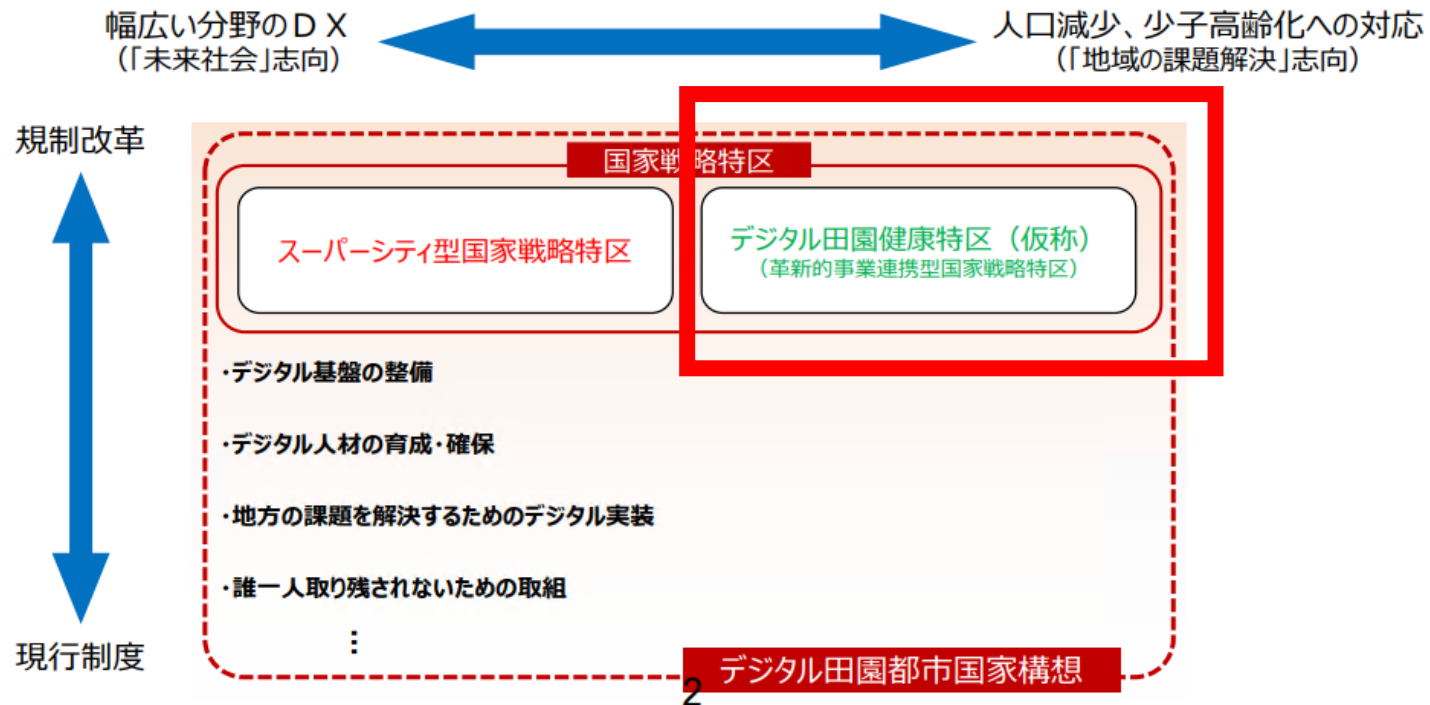 幅広い分野のＤＸ
（「未来社会」志向）
人口減少、少子高齢化への対応
（「地域の課題解決」志向）
規制改革
国家戦略特区
スーパーシティ型国家戦略特区
デジタル田園健康特区（仮称）
（革新的事業連携型国家戦略特区）
・デジタル基盤の整備
・デジタル人材の育成・確保
・地方の課題を解決するためのデジタル実装
・誰一人取り残されないための取組
⋮
現行制度
デジタル田園都市国家構想
2